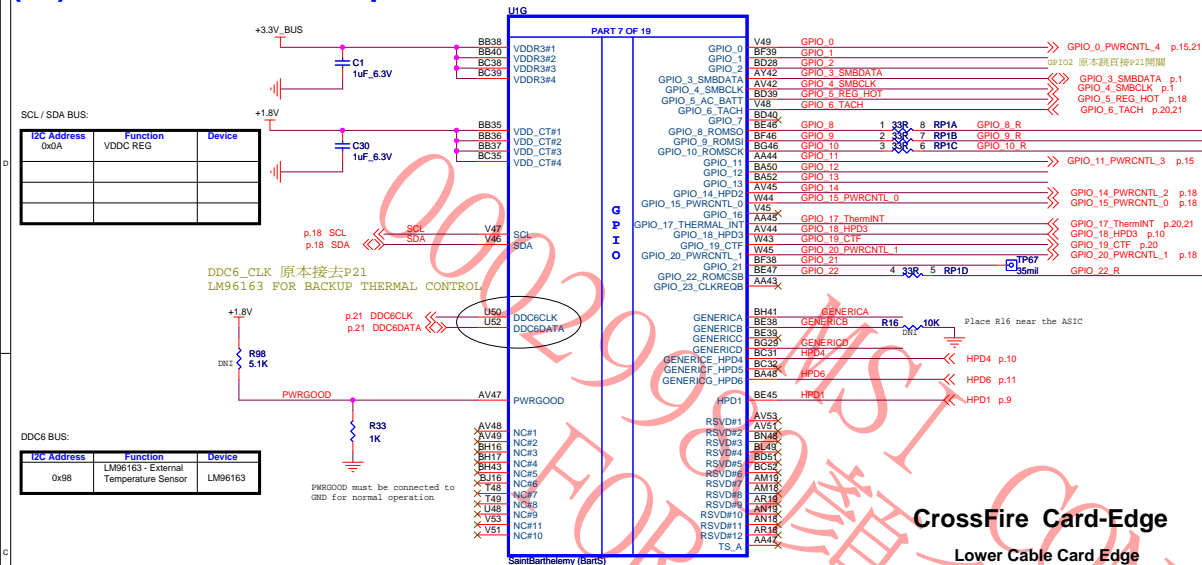 U1G
PART 7 OF 19
+3.3V_BUS
C1
1uF_6.3V
BB38 VDDR3#1
BB40 VDDR3#2
BC38 VDDR3#3
BC39 VDDR3#4
+1.8V
C30
1uF_6.3V
BB35 VDD_CT#1
BB36 VDD_CT#2
BB37 VDD_CT#3
BC35 VDD_CT#4
SCL / SDA BUS:
I2C Address Function Device
0x0A VDDC REG
D
p.18 SCL SCL V47 SCL
p.18 SDA SDA V46 SDA
DDC6_CLK 原本接去P21
LM96163 FOR BACKUP THERMAL CONTROL
p.21 DDC6CLK U50 DDC6CLK
p.21 DDC6DATA U52 DDC6DATA
+1.8V
R98
DNI 5.1K
PWRGOOD AV47 PWRGOOD
R33
1K
PWRGOOD must be connected to
GND for normal operation
DDC6 BUS:
I2C Address Function Device
0x98 LM96163 - External Temperature Sensor LM96163
C
AV48 NC#1
AV49 NC#2
BH16 NC#3
BH17 NC#4
BH43 NC#5
BJ16 NC#6
T48 NC#7
T49 NC#8
U48 NC#9
V53 NC#11
V51 NC#10
SaintBarthelemy (BartS)
GPIO
GPIO_0 V49 GPIO_0 GPIO_0_PWRCNTL_4 p.15,21
GPIO_1 BF39 GPIO_1
GPIO_2 BD28 GPIO_2 GPIO2 原本跳頁接P21開關
GPIO_3_SMBDATA AY42 GPIO_3_SMBDATA GPIO_3_SMBDATA p.1
GPIO_4_SMBCLK AV42 GPIO_4_SMBCLK GPIO_4_SMBCLK p.1
GPIO_5_AC_BATT BD39 GPIO_5_REG_HOT GPIO_5_REG_HOT p.18
GPIO_6_TACH V48 GPIO_6_TACH GPIO_6_TACH p.20,21
GPIO_7 BD40
GPIO_8_ROMSO BE46 GPIO_8 1 33R 8 RP1A GPIO_8_R
GPIO_9_ROMSI BF46 GPIO_9 2 33R 7 RP1B GPIO_9_R
GPIO_10_ROMSCK BG46 GPIO_10 3 33R 6 RP1C GPIO_10_R
GPIO_11 AA44 GPIO_11 GPIO_11_PWRCNTL_3 p.15
GPIO_12 BA50 GPIO_12
GPIO_13 BA52 GPIO_13
GPIO_14_HPD2 AV45 GPIO_14 GPIO_14_PWRCNTL_2 p.18
GPIO_15_PWRCNTL_0 W44 GPIO_15_PWRCNTL_0 GPIO_15_PWRCNTL_0 p.18
GPIO_16 V45
GPIO_17_THERMAL_INT AA45 GPIO_17_ThermINT GPIO_17_ThermINT p.20,21
GPIO_18_HPD3 AV44 GPIO_18_HPD3 GPIO_18_HPD3 p.10
GPIO_19_CTF W43 GPIO_19_CTF GPIO_19_CTF p.20
GPIO_20_PWRCNTL_1 W45 GPIO_20_PWRCNTL_1 GPIO_20_PWRCNTL_1 p.18
GPIO_21 BF38 GPIO_21 TP67 35mil
GPIO_22_ROMCSB BE47 GPIO_22 4 33R 5 RP1D GPIO_22_R
GPIO_23_CLKREQB AA43
GENERICA BH41 GENERICA
GENERICB BE38 GENERICB R16 10K DNI Place R16 near the ASIC
GENERICC BE39
GENERICD BG29 GENERICD
GENERICE_HPD4 BC31 HPD4 HPD4 p.10
GENERICF_HPD5 BC32
GENERICG_HPD6 BA48 HPD6 HPD6 p.11
HPD1 BE45 HPD1 HPD1 p.9
RSVD#1 AV53
RSVD#2 AV51
RSVD#3 BN48
RSVD#4 BL49
RSVD#5 BD51
RSVD#6 BC52
RSVD#7 AM19
RSVD#8 AM18
RSVD#9 AR19
RSVD#10 AN19
RSVD#11 AN18
RSVD#12 AR18
TS_A AA47
CrossFire Card-Edge
Lower Cable Card Edge
MSI